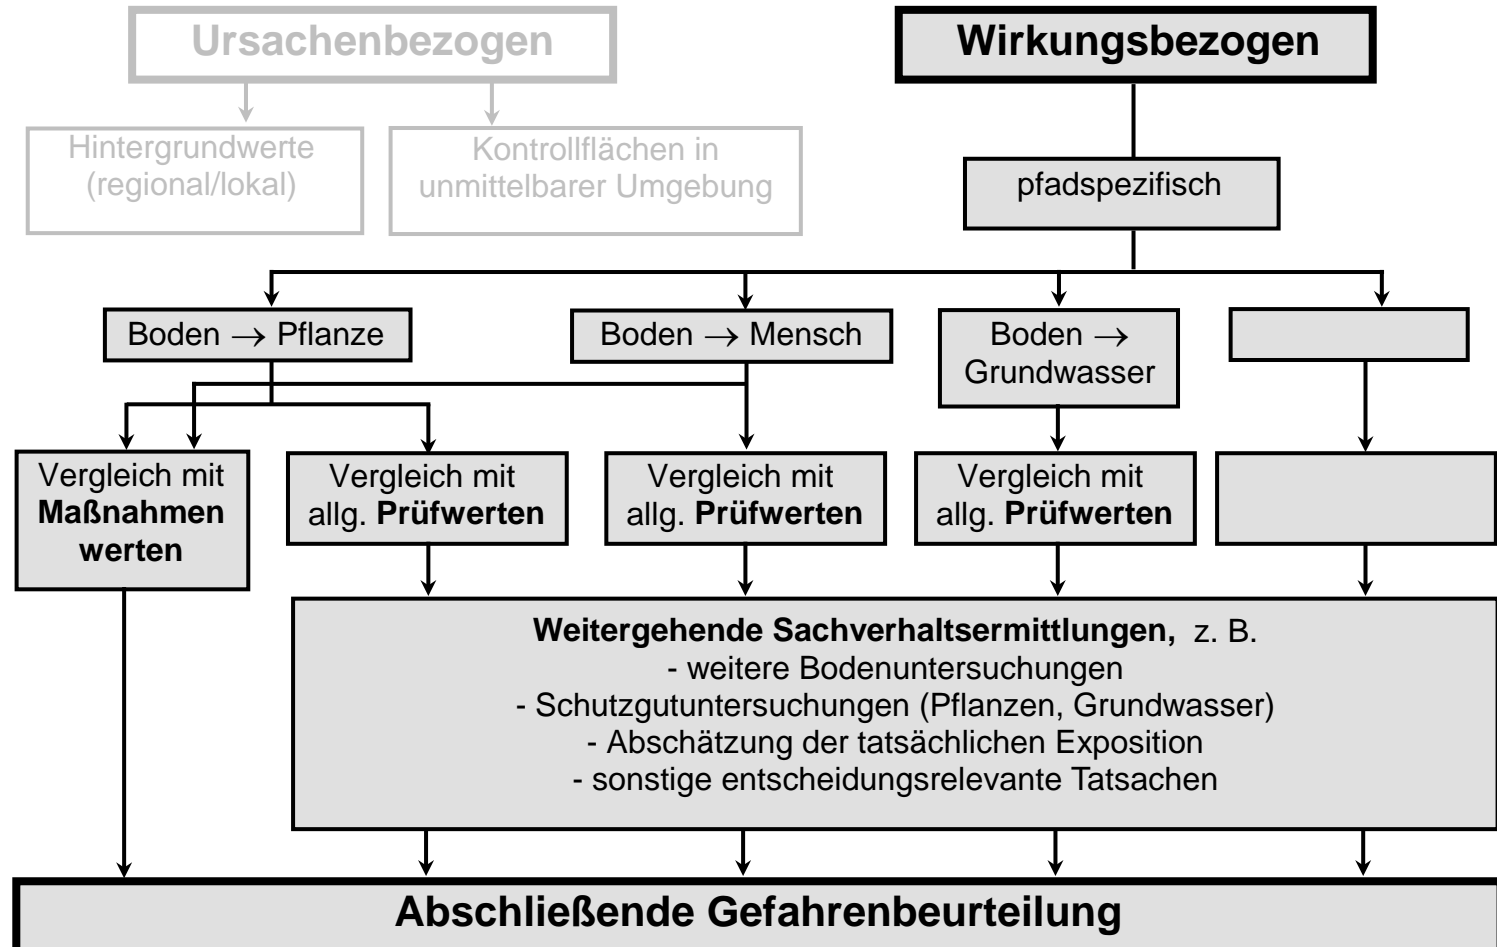 Ursachenbezogen
Wirkungsbezogen
Hintergrundwerte
(regional/lokal)
Kontrollflächen in
unmittelbarer Umgebung
pfadspezifisch
Boden → Pflanze
Boden → Mensch
Boden →
Grundwasser
Vergleich mit
Maßnahmen
werten
Vergleich mit
allg. Prüfwerten
Vergleich mit
allg. Prüfwerten
Vergleich mit
allg. Prüfwerten
Weitergehende Sachverhaltsermittlungen, z. B.
- weitere Bodenuntersuchungen
- Schutzgutuntersuchungen (Pflanzen, Grundwasser)
- Abschätzung der tatsächlichen Exposition
- sonstige entscheidungsrelevante Tatsachen
Abschließende Gefahrenbeurteilung